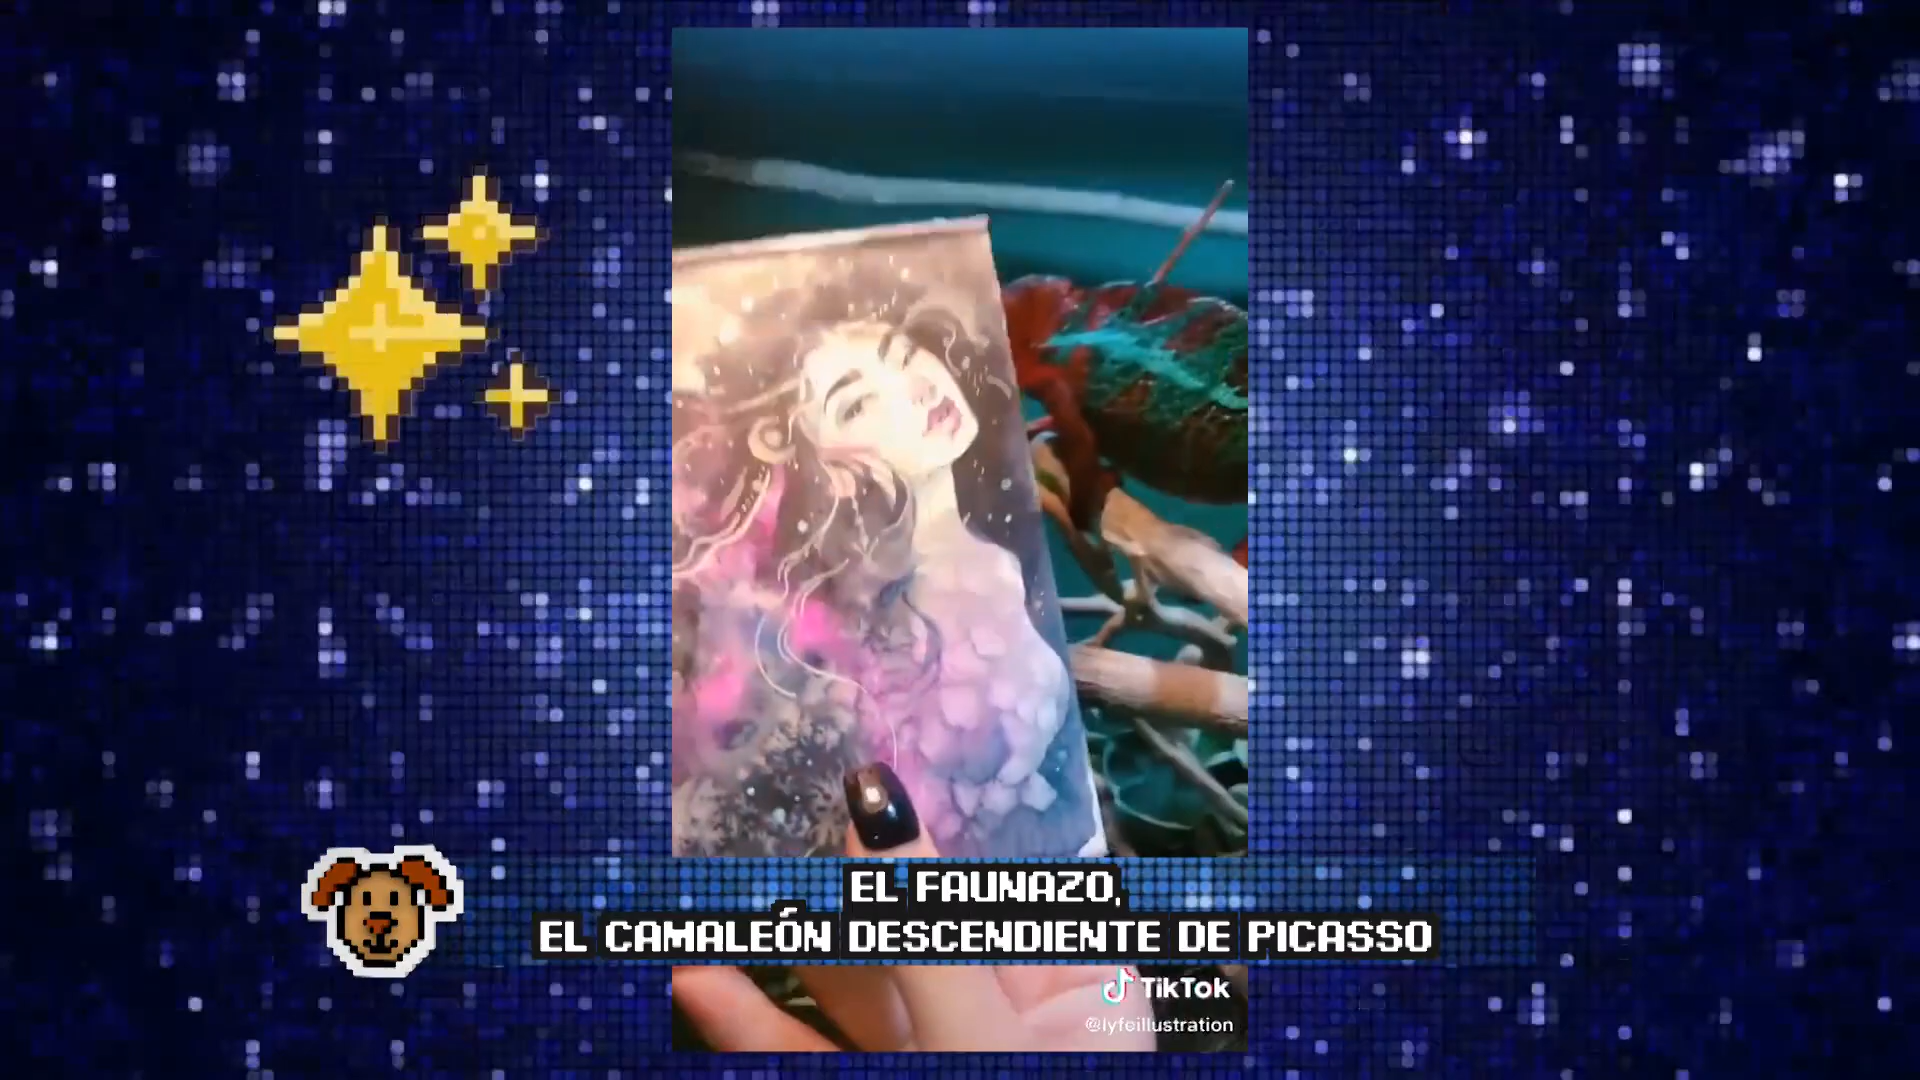 EL FAUNAZO,
EL CAMALEÓN DESCENDIENTE DE PICASSO
TikTok
@lyfeillustration